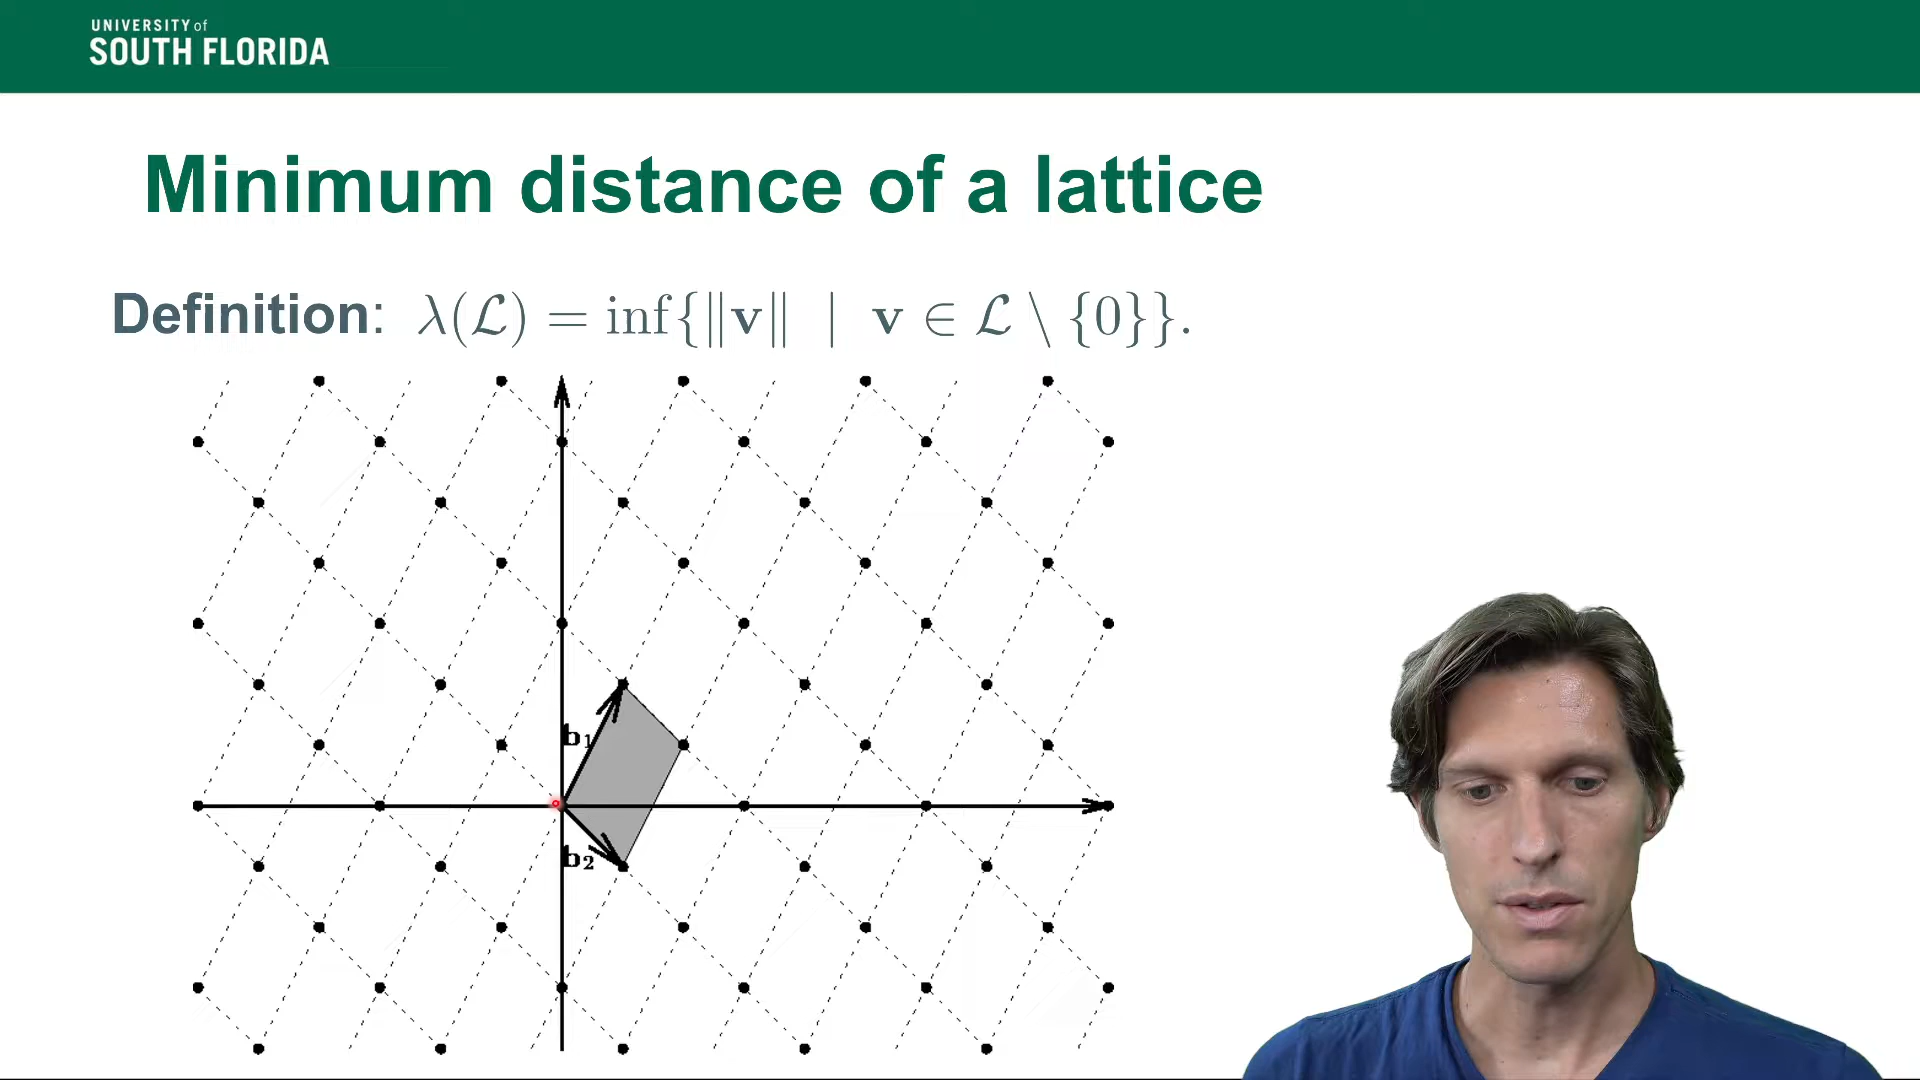 UNIVERSITY of
SOUTH FLORIDA
Minimum distance of a lattice
Definition: λ(ℒ) = inf{‖v‖ | v ∈ ℒ \ {0}}.
b₁
b₂